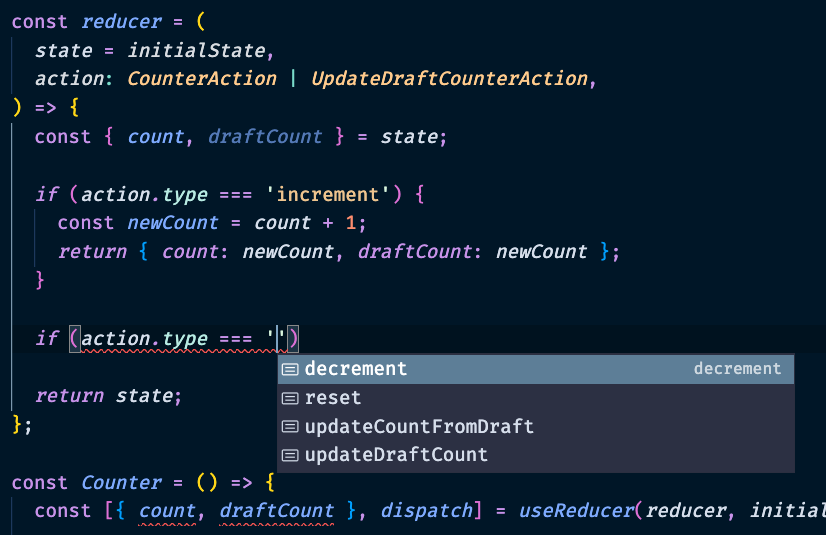 const reducer = (
  state = initialState,
  action: CounterAction | UpdateDraftCounterAction,
) => {
  const { count, draftCount } = state;
  if (action.type === 'increment') {
    const newCount = count + 1;
    return { count: newCount, draftCount: newCount };
  }
  if (action.type === '')
decrement decrement
reset
updateCountFromDraft
updateDraftCount
  return state;
};
const Counter = () => {
  const [{ count, draftCount }, dispatch] = useReducer(reducer, initial